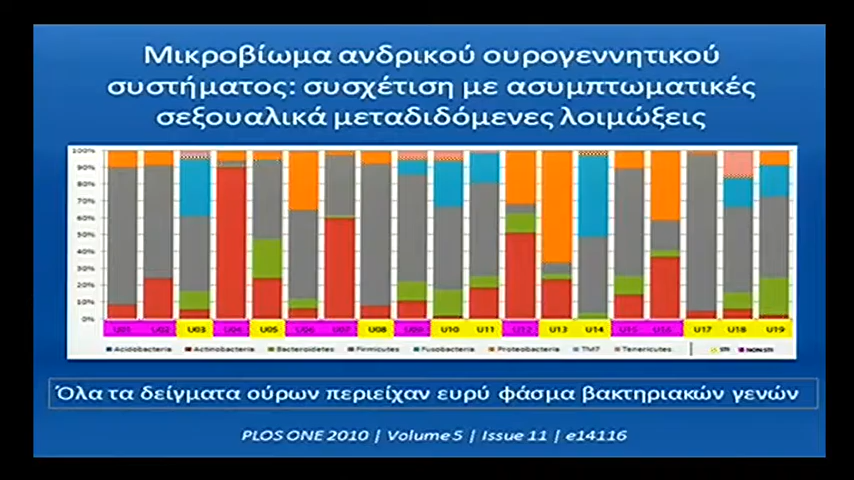 Μικροβίωμα ανδρικού ουρογεννητικού
συστήματος: συσχέτιση με ασυμπτωματικές
σεξουαλικά μεταδιδόμενες λοιμώξεις
100%
90%
80%
70%
60%
50%
40%
30%
20%
10%
0%
U01 U02 U03 U04 U05 U06 U07 U08 U09 U10 U11 U12 U13 U14 U15 U16 U17 U18 U19
Acidobacteria Actinobacteria Bacteroidetes Firmicutes Fusobacteria Proteobacteria TM7 Tenericutes STI NON STI
Όλα τα δείγματα ούρων περιείχαν ευρύ φάσμα βακτηριακών γενών
PLOS ONE 2010 | Volume 5 | Issue 11 | e14116